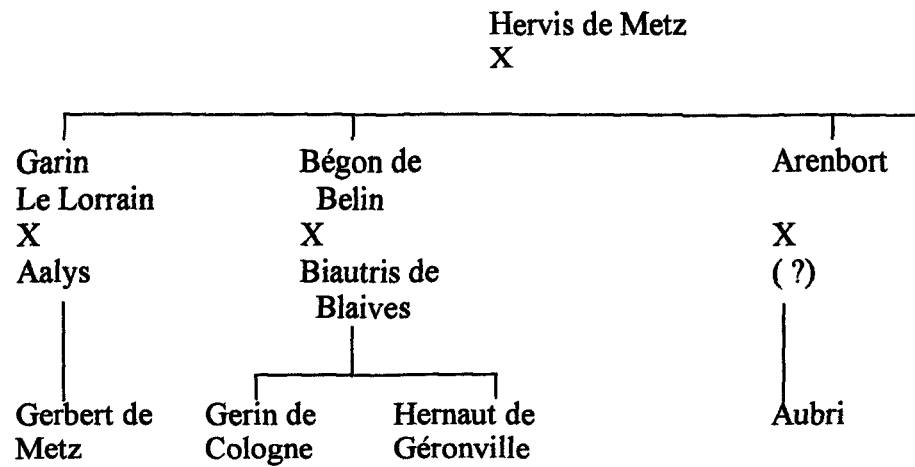 Hervis de Metz
X
Garin
Le Lorrain
X
Aalys
Bégon de
Belin
X
Biautris de
Blaives
Arenbort
X
( ?)
Gerbert de
Metz
Gerin de
Cologne
Hernaut de
Géronville
Aubri